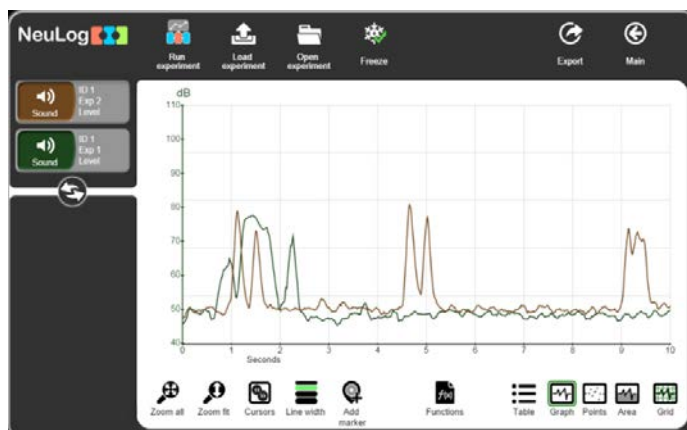 NeuLog
Run
experiment
Load
experiment
Open
experiment
Freeze
Export
Main
Sound
ID 1
Exp 2
Level
Sound
ID 1
Exp 1
Level
dB
110
100
90
80
70
60
50
40
0 1 2 3 4 5 6 7 8 9 10
Seconds
Zoom all
Zoom fit
Cursors
Line width
Add
marker
f(x)
Functions
Table
Graph
Points
Area
Grid